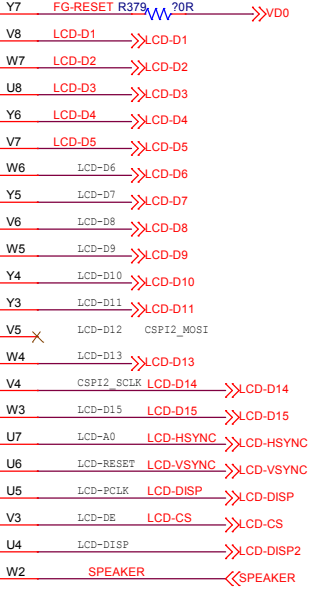 Y7 FG-RESET R379 ?0R VD0
V8 LCD-D1 LCD-D1
W7 LCD-D2 LCD-D2
U8 LCD-D3 LCD-D3
Y6 LCD-D4 LCD-D4
V7 LCD-D5 LCD-D5
W6 LCD-D6 LCD-D6
Y5 LCD-D7 LCD-D7
V6 LCD-D8 LCD-D8
W5 LCD-D9 LCD-D9
Y4 LCD-D10 LCD-D10
Y3 LCD-D11 LCD-D11
V5 LCD-D12 CSPI2_MOSI
W4 LCD-D13 LCD-D13
V4 CSPI2_SCLK LCD-D14 LCD-D14
W3 LCD-D15 LCD-D15 LCD-D15
U7 LCD-A0 LCD-HSYNC LCD-HSYNC
U6 LCD-RESET LCD-VSYNC LCD-VSYNC
U5 LCD-PCLK LCD-DISP LCD-DISP
V3 LCD-DE LCD-CS LCD-CS
U4 LCD-DISP LCD-DISP2
W2 SPEAKER SPEAKER